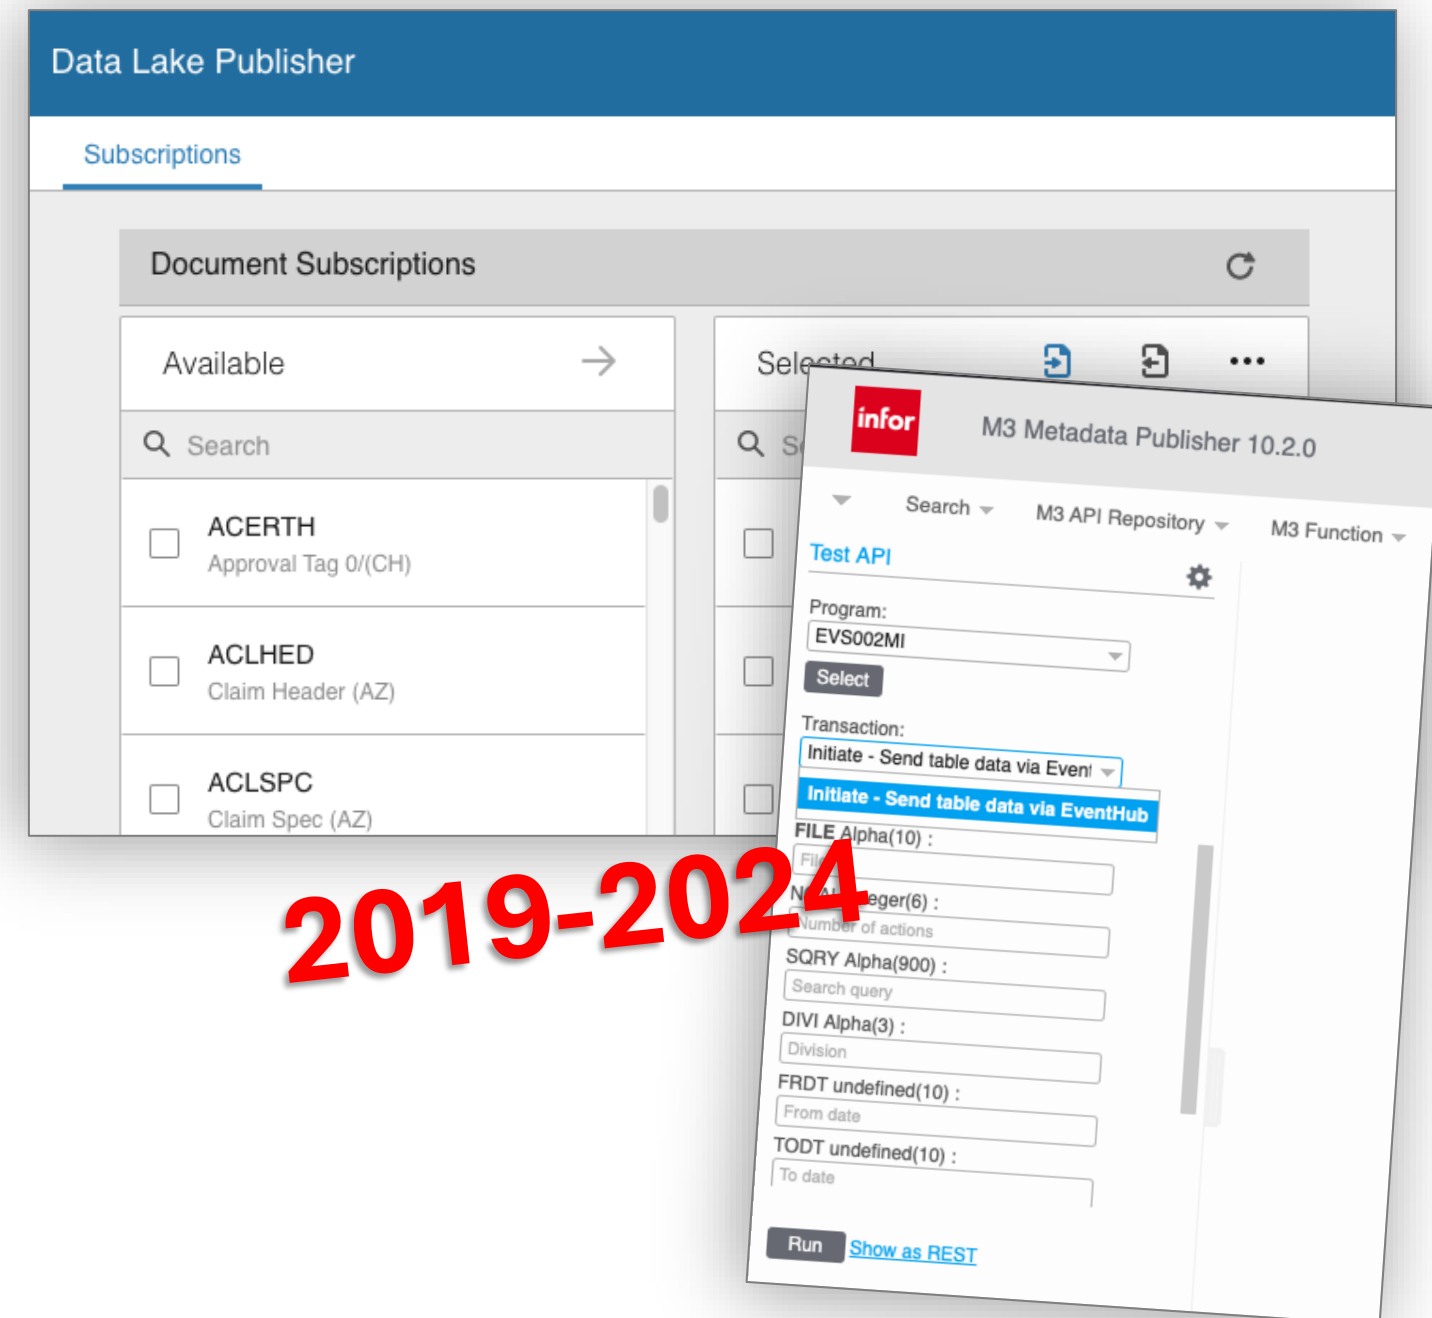 Data Lake Publisher
Subscriptions
Document Subscriptions
Available
Selected
Search
ACERTH
Approval Tag 0/(CH)
ACLHED
Claim Header (AZ)
ACLSPC
Claim Spec (AZ)
2019-2024
infor
M3 Metadata Publisher 10.2.0
Search
M3 API Repository
M3 Function
Test API
Program:
EVS002MI
Select
Transaction:
Initiate - Send table data via Event
Initiate - Send table data via EventHub
FILE Alpha(10) :
(6) :
Number of actions
SQRY Alpha(900) :
Search query
DIVI Alpha(3) :
Division
FRDT undefined(10) :
From date
TODT undefined(10) :
To date
Run
Show as REST